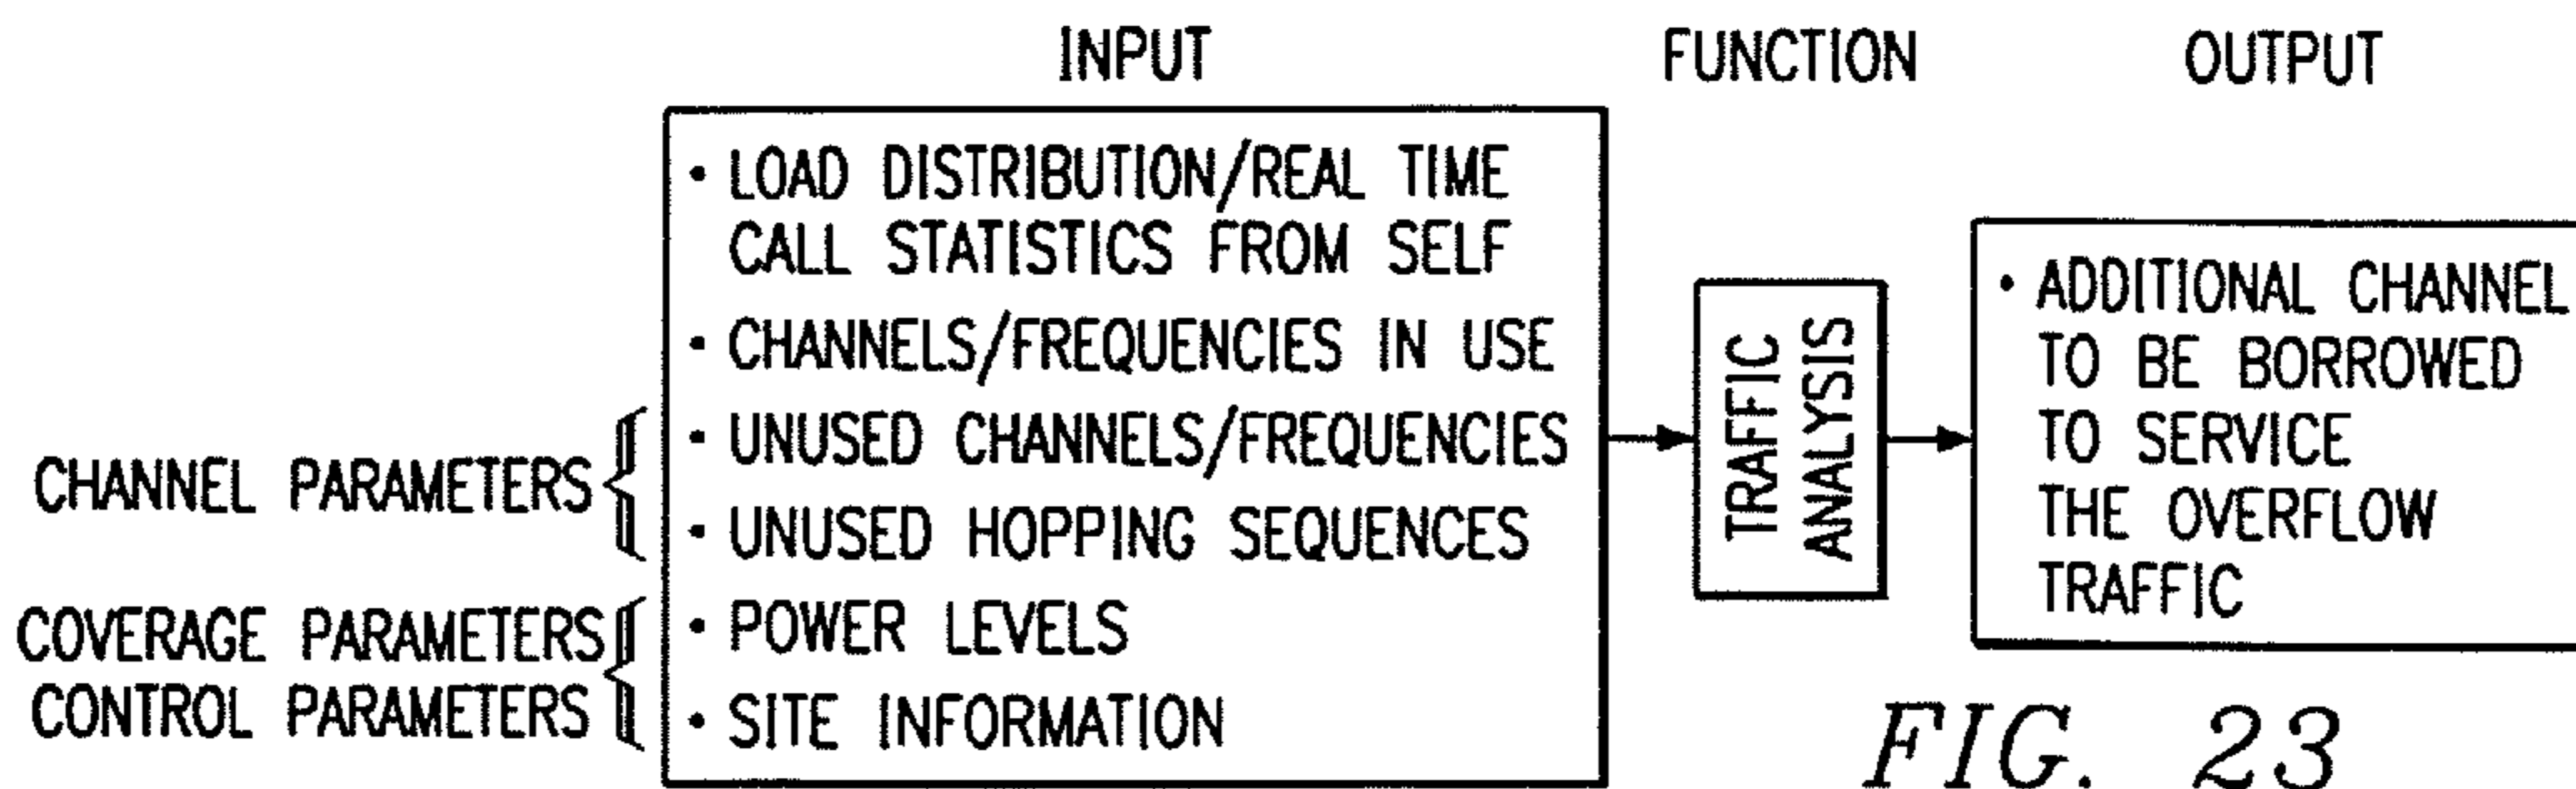 INPUT
FUNCTION
OUTPUT
• LOAD DISTRIBUTION/REAL TIME
CALL STATISTICS FROM SELF
• CHANNELS/FREQUENCIES IN USE
• UNUSED CHANNELS/FREQUENCIES
• UNUSED HOPPING SEQUENCES
• POWER LEVELS
• SITE INFORMATION
CHANNEL PARAMETERS
COVERAGE PARAMETERS
CONTROL PARAMETERS
TRAFFIC
ANALYSIS
• ADDITIONAL CHANNEL
TO BE BORROWED
TO SERVICE
THE OVERFLOW
TRAFFIC
FIG. 23